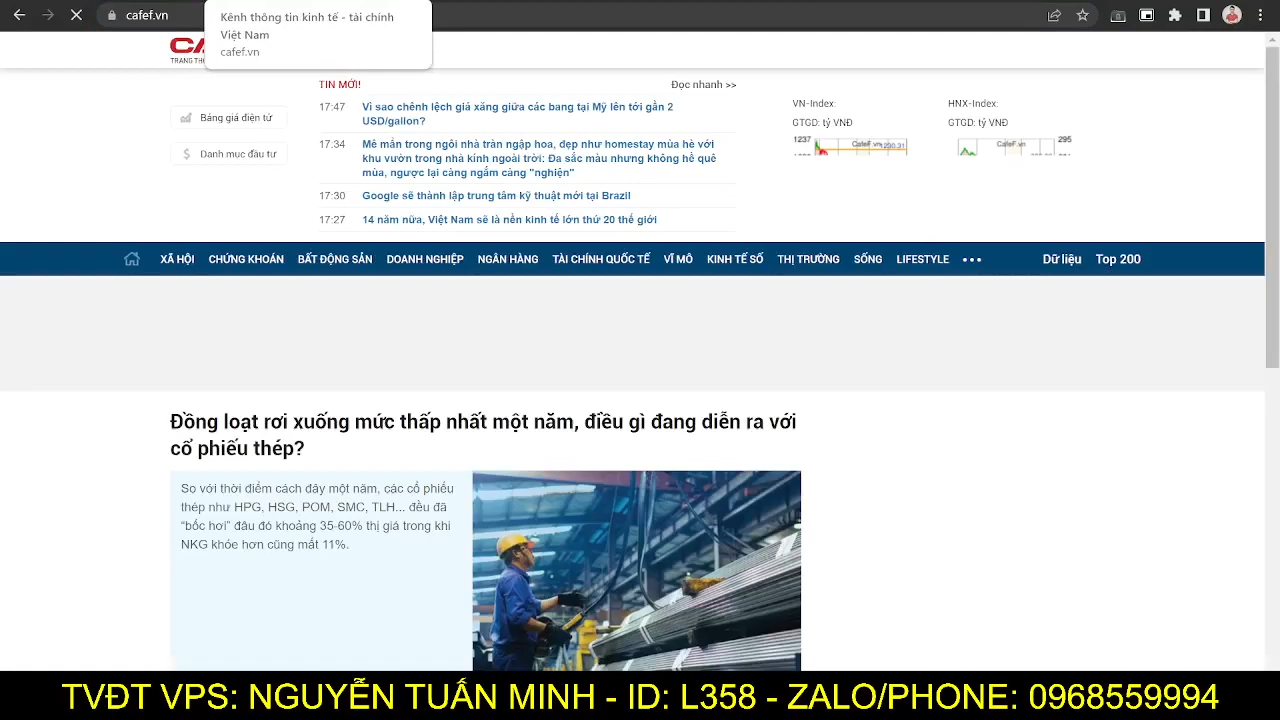 cafef.vn
Kênh thông tin kinh tế - tài chính
Việt Nam
cafef.vn
TIN MỚI!
Đọc nhanh >>
17:47 Vì sao chênh lệch giá xăng giữa các bang tại Mỹ lên tới gần 2
USD/gallon?
17:34 Mê mẩn trong ngôi nhà tràn ngập hoa, đẹp như homestay mùa hè với
khu vườn trong nhà kính ngoài trời: Đa sắc màu nhưng không hề quê
mùa, ngược lại càng ngắm càng "nghiện"
17:30 Google sẽ thành lập trung tâm kỹ thuật mới tại Brazil
17:27 14 năm nữa, Việt Nam sẽ là nền kinh tế lớn thứ 20 thế giới
Bảng giá điện tử
Danh mục đầu tư
VN-Index:
GTGD: tỷ VNĐ
1237
CafeF.vn
HNX-Index:
GTGD: tỷ VNĐ
CafeF.vn
295
XÃ HỘI CHỨNG KHOÁN BẤT ĐỘNG SẢN DOANH NGHIỆP NGÂN HÀNG TÀI CHÍNH QUỐC TẾ VĨ MÔ KINH TẾ SỐ THỊ TRƯỜNG SỐNG LIFESTYLE ••• Dữ liệu Top 200
Đồng loạt rơi xuống mức thấp nhất một năm, điều gì đang diễn ra với
cổ phiếu thép?
So với thời điểm cách đây một năm, các cổ phiếu
thép như HPG, HSG, POM, SMC, TLH... đều đã
“bốc hơi” đâu đó khoảng 35-60% thị giá trong khi
NKG khỏe hơn cũng mất 11%.
TVĐT VPS: NGUYỄN TUẤN MINH - ID: L358 - ZALO/PHONE: 0968559994